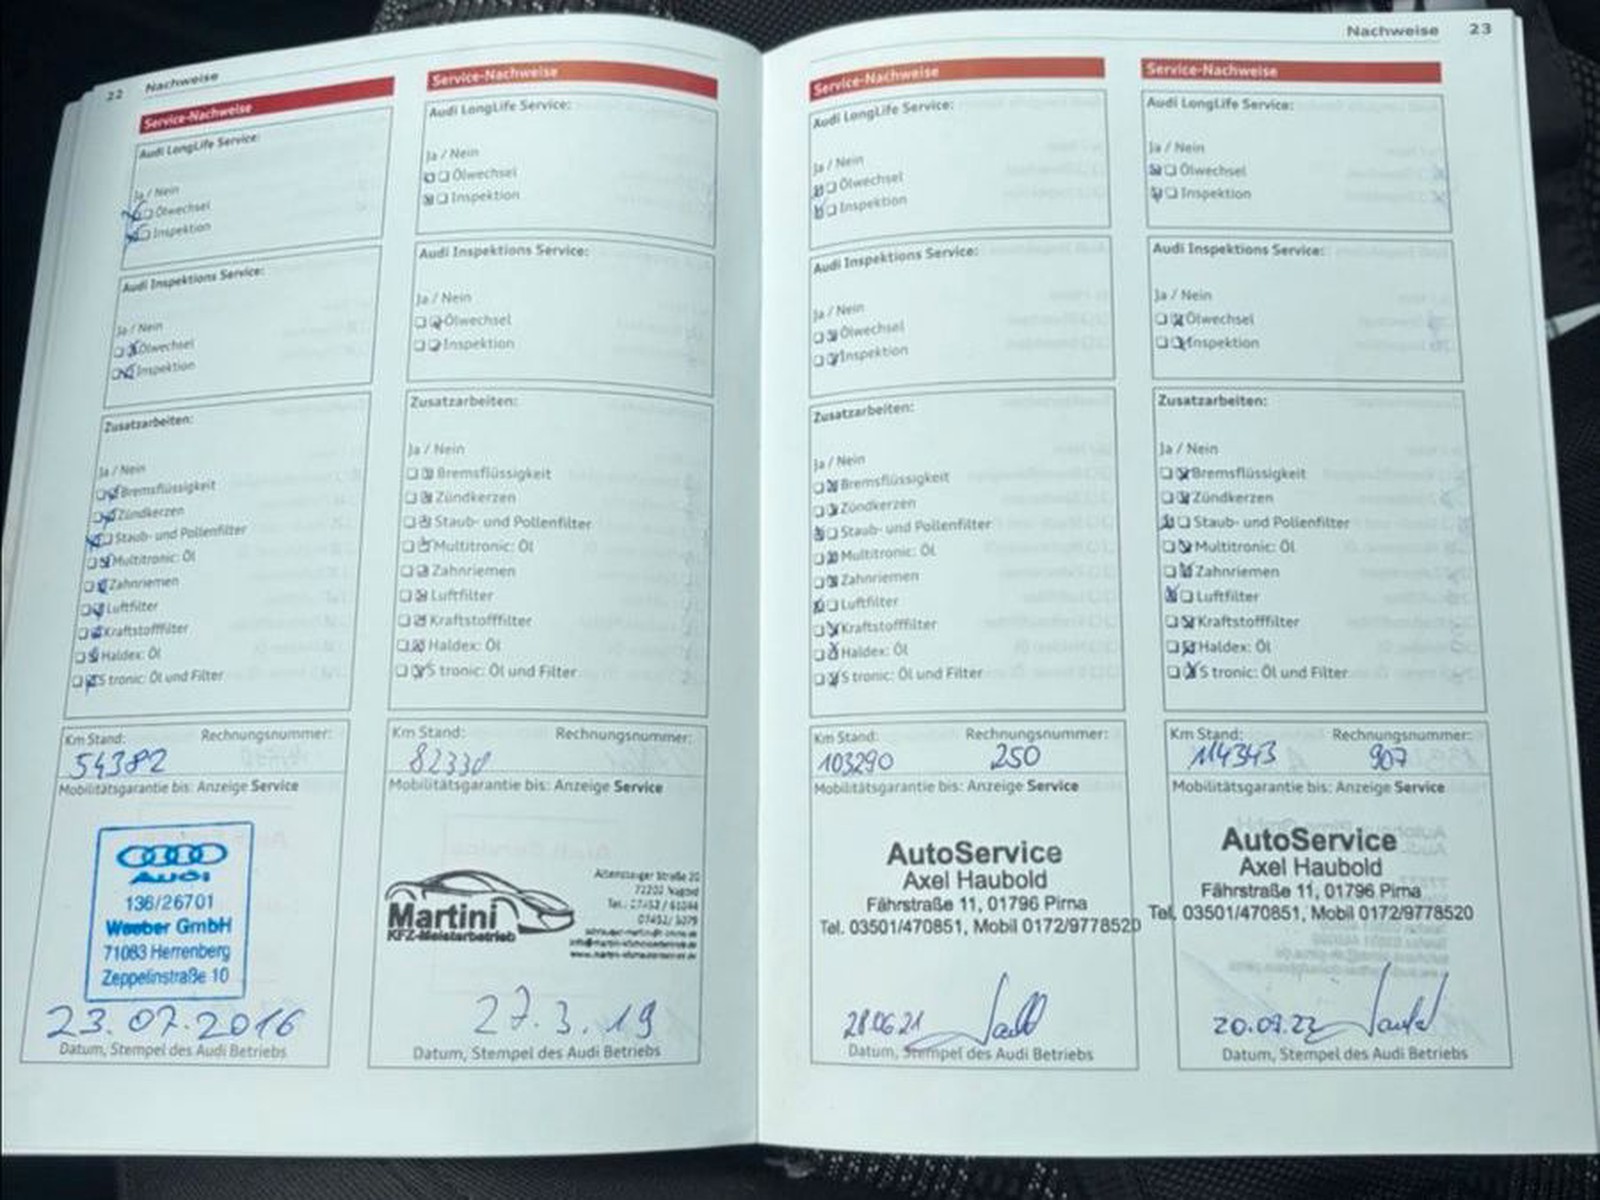 22 Nachweise
Service-Nachweise
Audi LongLife Service:
Ja / Nein
Ölwechsel
Inspektion
Audi Inspektions Service:
Ja / Nein
Ölwechsel
Inspektion
Zusatzarbeiten:
Ja / Nein
Bremsflüssigkeit
Zündkerzen
Staub- und Pollenfilter
Multitronic: Öl
Zahnriemen
Luftfilter
Kraftstofffilter
Haldex: Öl
S tronic: Öl und Filter
Km Stand: Rechnungsnummer:
54382
Mobilitätsgarantie bis: Anzeige Service
Audi
136/26701
Weeber GmbH
71083 Herrenberg
Zeppelinstraße 10
23.07.2016
Datum, Stempel des Audi Betriebs
Service-Nachweise
Audi LongLife Service:
Ja / Nein
Ölwechsel
Inspektion
Audi Inspektions Service:
Ja / Nein
Ölwechsel
Inspektion
Zusatzarbeiten:
Ja / Nein
Bremsflüssigkeit
Zündkerzen
Staub- und Pollenfilter
Multitronic: Öl
Zahnriemen
Luftfilter
Kraftstofffilter
Haldex: Öl
S tronic: Öl und Filter
Km Stand: Rechnungsnummer:
82330
Mobilitätsgarantie bis: Anzeige Service
Altensteiger Straße 20
72202 Nagold
Martini
KFZ-Meisterbetrieb
27.3.19
Datum, Stempel des Audi Betriebs
Nachweise 23
Service-Nachweise
Audi LongLife Service:
Ja / Nein
Ölwechsel
Inspektion
Audi Inspektions Service:
Ja / Nein
Ölwechsel
Inspektion
Zusatzarbeiten:
Ja / Nein
Bremsflüssigkeit
Zündkerzen
Staub- und Pollenfilter
Multitronic: Öl
Zahnriemen
Luftfilter
Kraftstofffilter
Haldex: Öl
S tronic: Öl und Filter
Km Stand: Rechnungsnummer:
103290 250
Mobilitätsgarantie bis: Anzeige Service
AutoService
Axel Haubold
Fährstraße 11, 01796 Pirna
Tel. 03501/470851, Mobil 0172/9778520
28.06.21
Datum, Stempel des Audi Betriebs
Service-Nachweise
Audi LongLife Service:
Ja / Nein
Ölwechsel
Inspektion
Audi Inspektions Service:
Ja / Nein
Ölwechsel
Inspektion
Zusatzarbeiten:
Ja / Nein
Bremsflüssigkeit
Zündkerzen
Staub- und Pollenfilter
Multitronic: Öl
Zahnriemen
Luftfilter
Kraftstofffilter
Haldex: Öl
S tronic: Öl und Filter
Km Stand: Rechnungsnummer:
114343 907
Mobilitätsgarantie bis: Anzeige Service
AutoService
Axel Haubold
Fährstraße 11, 01796 Pirna
Tel. 03501/470851, Mobil 0172/9778520
Datum, Stempel des Audi Betriebs